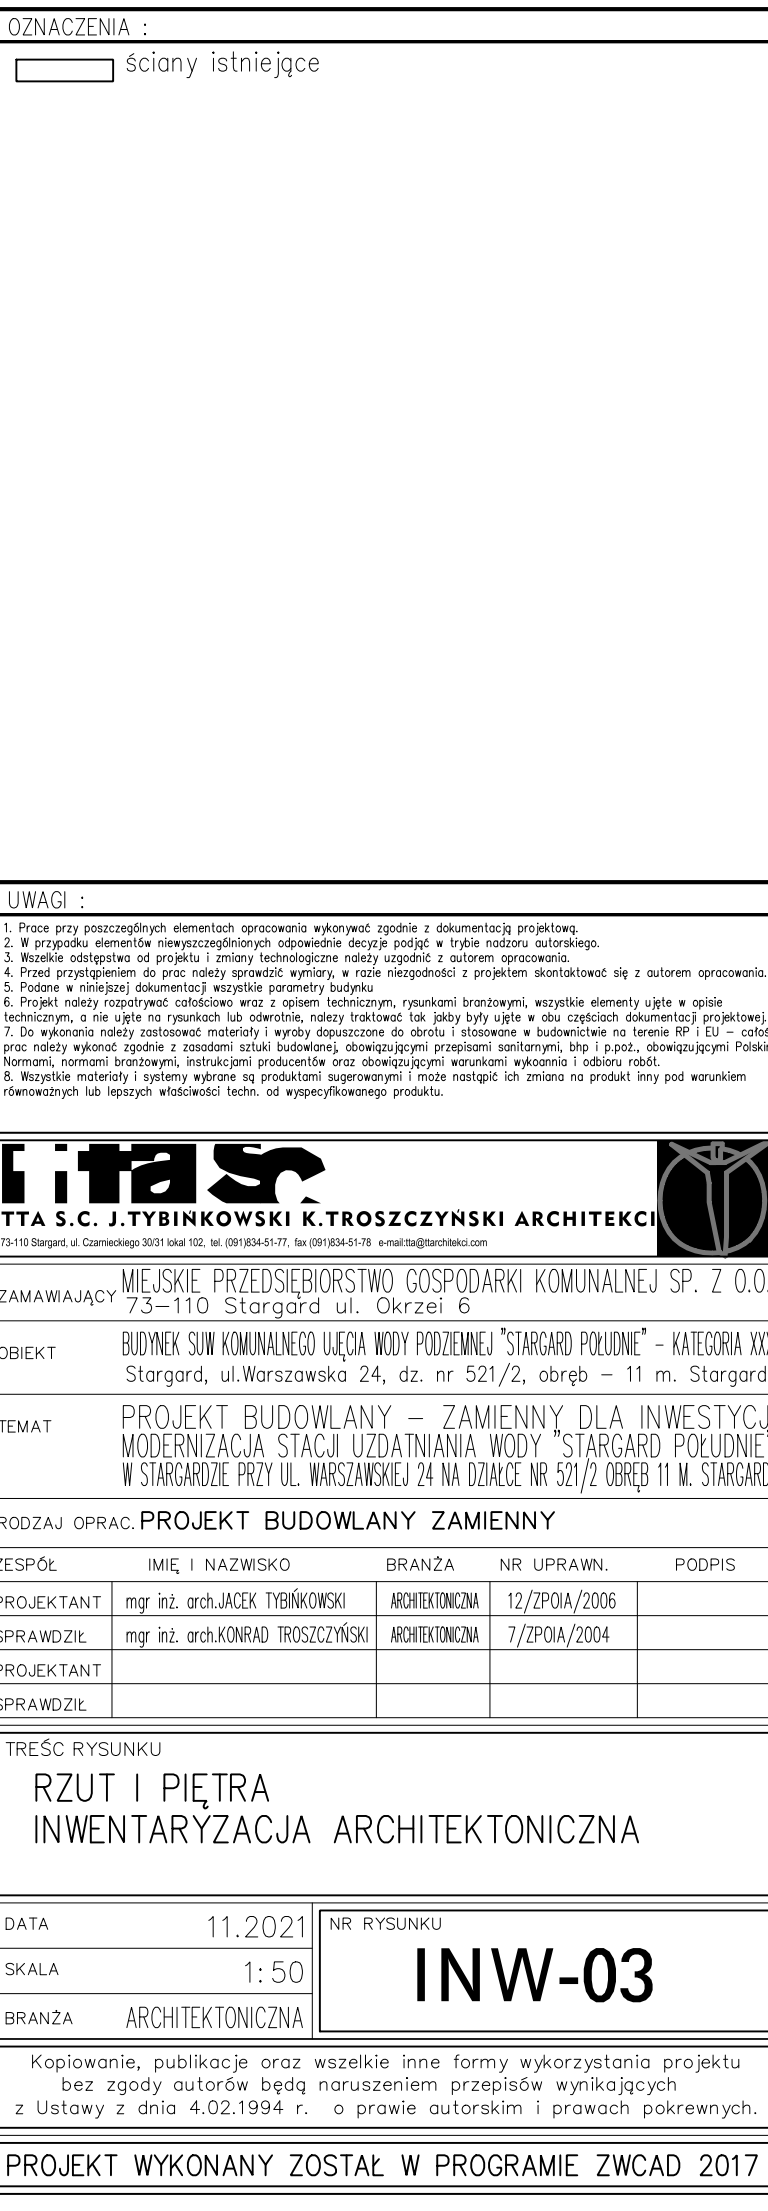 OZNACZENIA :
ściany istniejące
UWAGI :
1. Prace przy poszczególnych elementach opracowania wykonywać zgodnie z dokumentacją projektową.
2. W przypadku elementów niewyszczególnionych odpowiednie decyzje podjąć w trybie nadzoru autorskiego.
3. Wszelkie odstępstwa od projektu i zmiany technologiczne należy uzgodnić z autorem opracowania.
4. Przed przystąpieniem do prac należy sprawdzić wymiary, w razie niezgodności z projektem skontaktować się z autorem opracowania.
5. Podane w niniejszej dokumentacji wszystkie parametry budynku
6. Projekt należy rozpatrywać całościowo wraz z opisem technicznym, rysunkami branżowymi, wszystkie elementy ujęte w opisie
technicznym, a nie ujęte na rysunkach lub odwrotnie, nalezy traktować tak jakby były ujęte w obu częściach dokumentacji projektowej.
7. Do wykonania należy zastosować materiały i wyroby dopuszczone do obrotu i stosowane w budownictwie na terenie RP i EU – całoś
prac należy wykonać zgodnie z zasadami sztuki budowlanej, obowiązującymi przepisami sanitarnymi, bhp i p.poż., obowiązującymi Polskim
Normami, normami branżowymi, instrukcjami producentów oraz obowiązującymi warunkami wykoannia i odbioru robót.
8. Wszystkie materiały i systemy wybrane są produktami sugerowanymi i może nastąpić ich zmiana na produkt inny pod warunkiem
równoważnych lub lepszych właściwości techn. od wyspecyfikowanego produktu.
tta sc
TTA S.C. J.TYBIŃKOWSKI K.TROSZCZYŃSKI ARCHITEKCI
73-110 Stargard, ul. Czarnieckiego 30/31 lokal 102, tel. (091)834-51-77, fax (091)834-51-78 e-mail:tta@ttarchitekci.com
ZAMAWIAJĄCY MIEJSKIE PRZEDSIĘBIORSTWO GOSPODARKI KOMUNALNEJ SP. Z O.O.
73–110 Stargard ul. Okrzei 6
OBIEKT BUDYNEK SUW KOMUNALNEGO UJĘCIA WODY PODZIEMNEJ "STARGARD POŁUDNIE" – KATEGORIA XXX
Stargard, ul.Warszawska 24, dz. nr 521/2, obręb – 11 m. Stargard
TEMAT PROJEKT BUDOWLANY – ZAMIENNY DLA INWESTYCJ
MODERNIZACJA STACJI UZDATNIANIA WODY "STARGARD POŁUDNIE"
W STARGARDZIE PRZY UL. WARSZAWSKIEJ 24 NA DZIAŁCE NR 521/2 OBRĘB 11 M. STARGARD
RODZAJ OPRAC. PROJEKT BUDOWLANY ZAMIENNY
ZESPÓŁ IMIĘ I NAZWISKO BRANŻA NR UPRAWN. PODPIS
PROJEKTANT mgr inż. arch.JACEK TYBIŃKOWSKI ARCHITEKTONICZNA 12/ZPOIA/2006
SPRAWDZIŁ mgr inż. arch.KONRAD TROSZCZYŃSKI ARCHITEKTONICZNA 7/ZPOIA/2004
PROJEKTANT
SPRAWDZIŁ
TREŚC RYSUNKU
RZUT I PIĘTRA
INWENTARYZACJA ARCHITEKTONICZNA
DATA 11.2021
SKALA 1:50
BRANŻA ARCHITEKTONICZNA
NR RYSUNKU
INW-03
Kopiowanie, publikacje oraz wszelkie inne formy wykorzystania projektu
bez zgody autorów będą naruszeniem przepisów wynikających
z Ustawy z dnia 4.02.1994 r. o prawie autorskim i prawach pokrewnych.
PROJEKT WYKONANY ZOSTAŁ W PROGRAMIE ZWCAD 2017